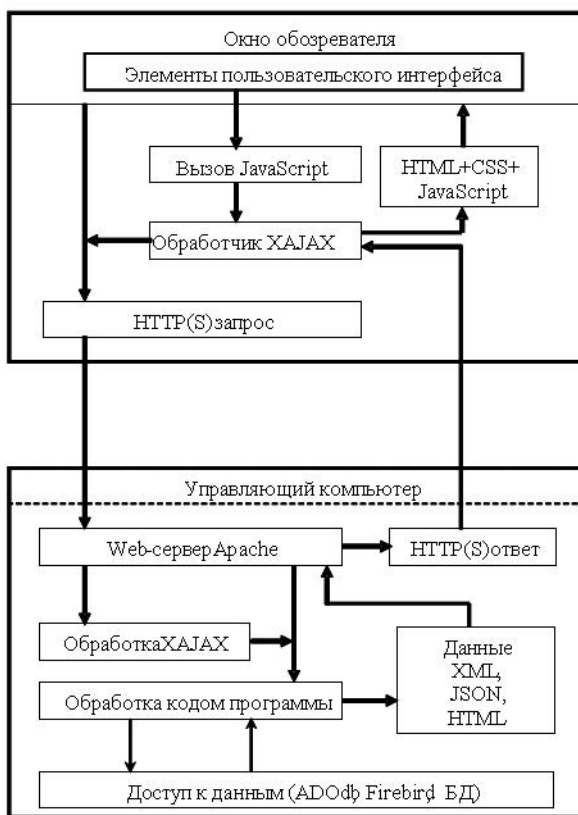 Окно обозревателя
Элементы пользовательского интерфейса
Вызов JavaScript
HTML+CSS+
JavaScript
Обработчик XAJAX
HTTP(S)запрос
Управляющий компьютер
Web-серверApache
HTTP(S)ответ
ОбработкаXAJAX
Данные
XML,
JSON,
HTML
Обработка кодом программы
Доступ к данным (ADOdb, Firebird, БД)